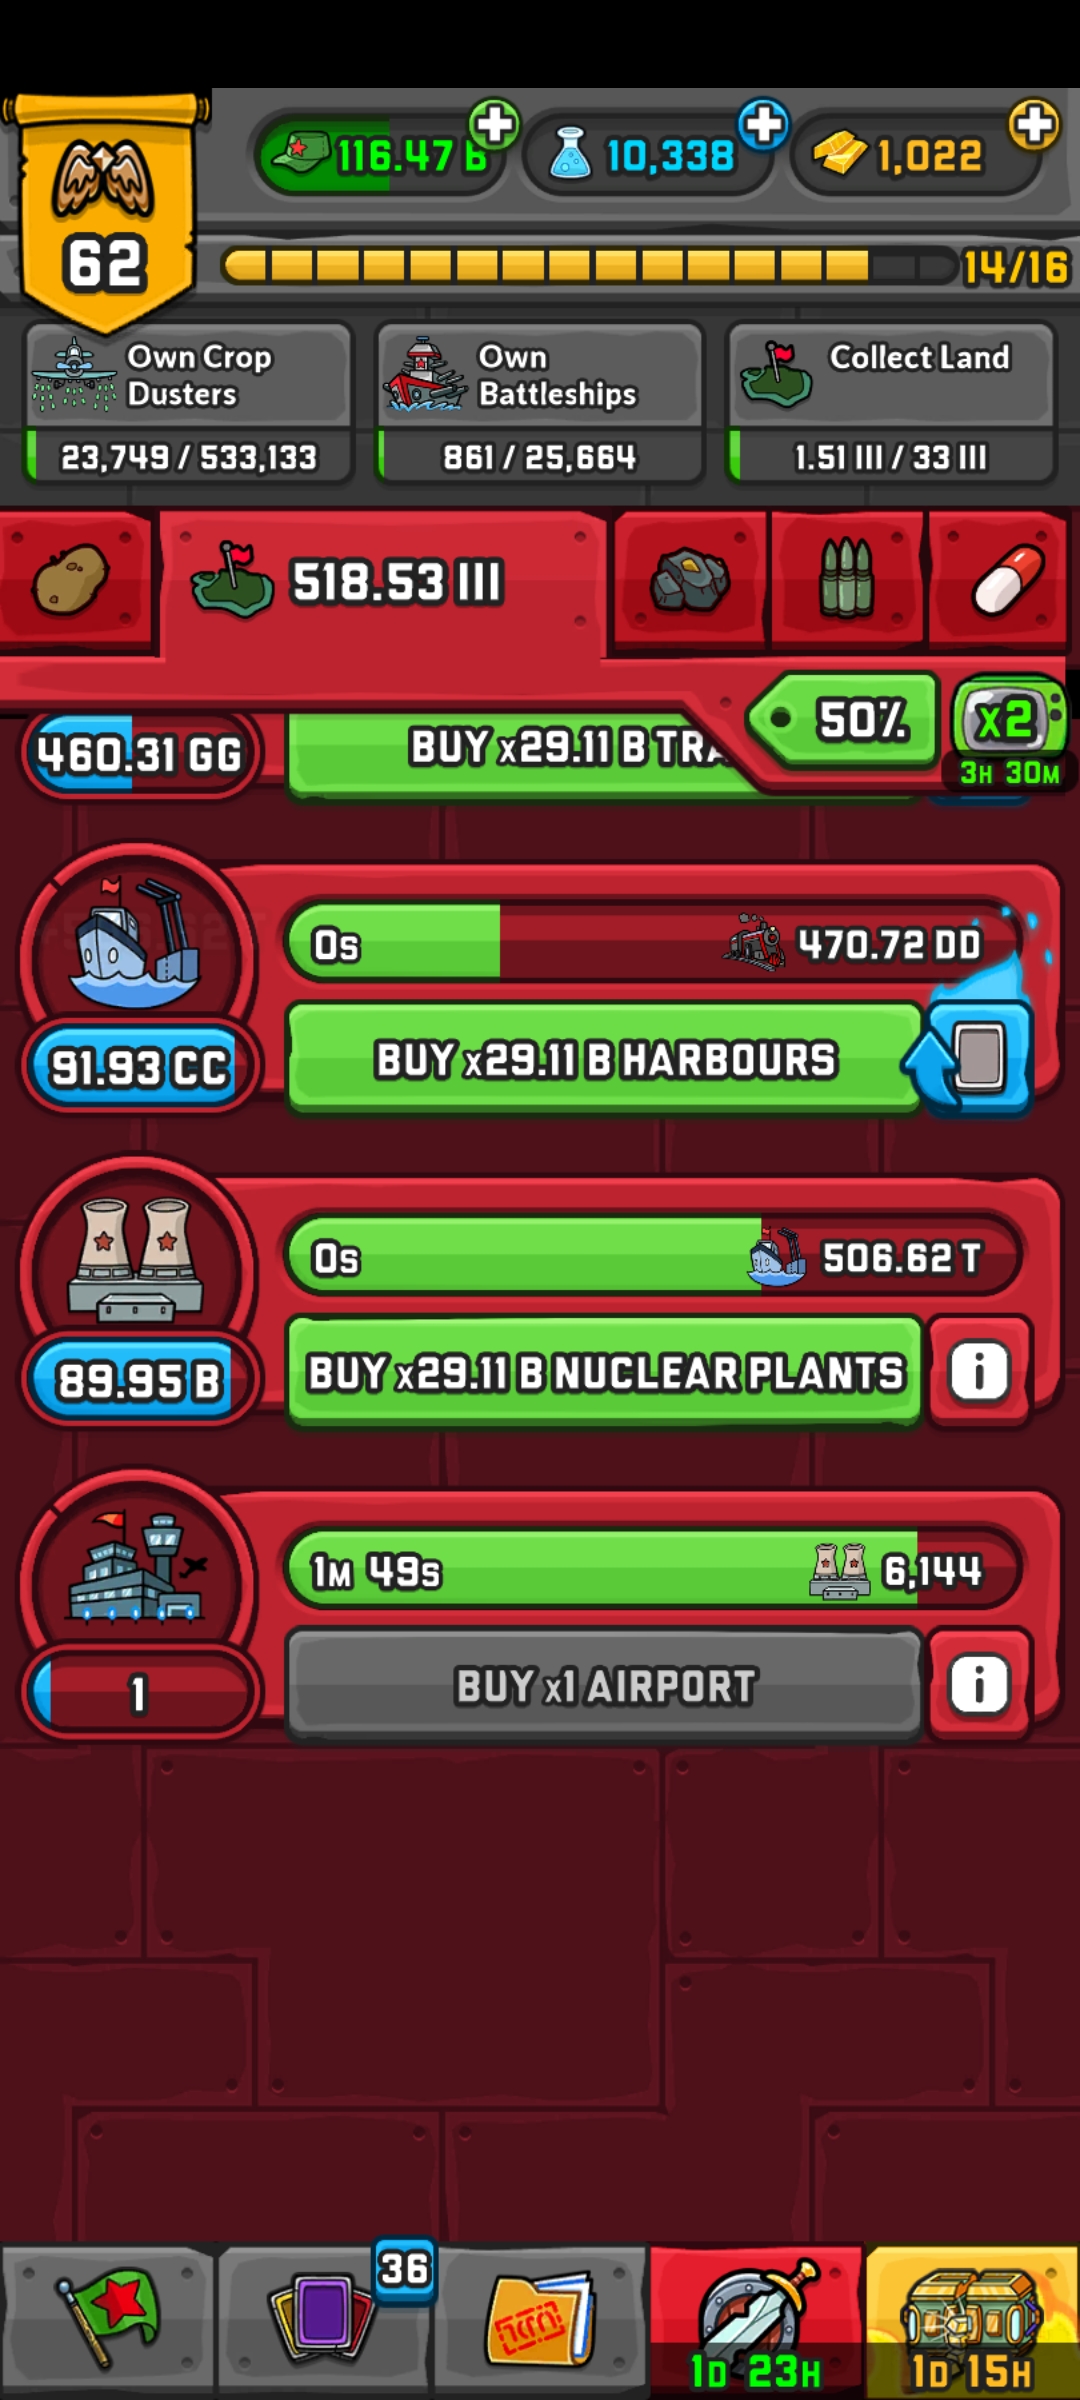 116.47 B
10,338
1,022
62
14/16
Own Crop
Dusters
Own
Battleships
Collect Land
23,749 / 533,133
861 / 25,664
1.51 III / 33 III
518.53 III
50%
x2
3H 30M
460.31 GG
BUY x29.11 B
0s
470.72 DD
91.93 CC
BUY x29.11 B HARBOURS
0s
506.62 T
89.95 B
BUY x29.11 B NUCLEAR PLANTS
i
1M 49s
6,144
1
BUY x1 AIRPORT
i
36
1D 23H
1D 15H